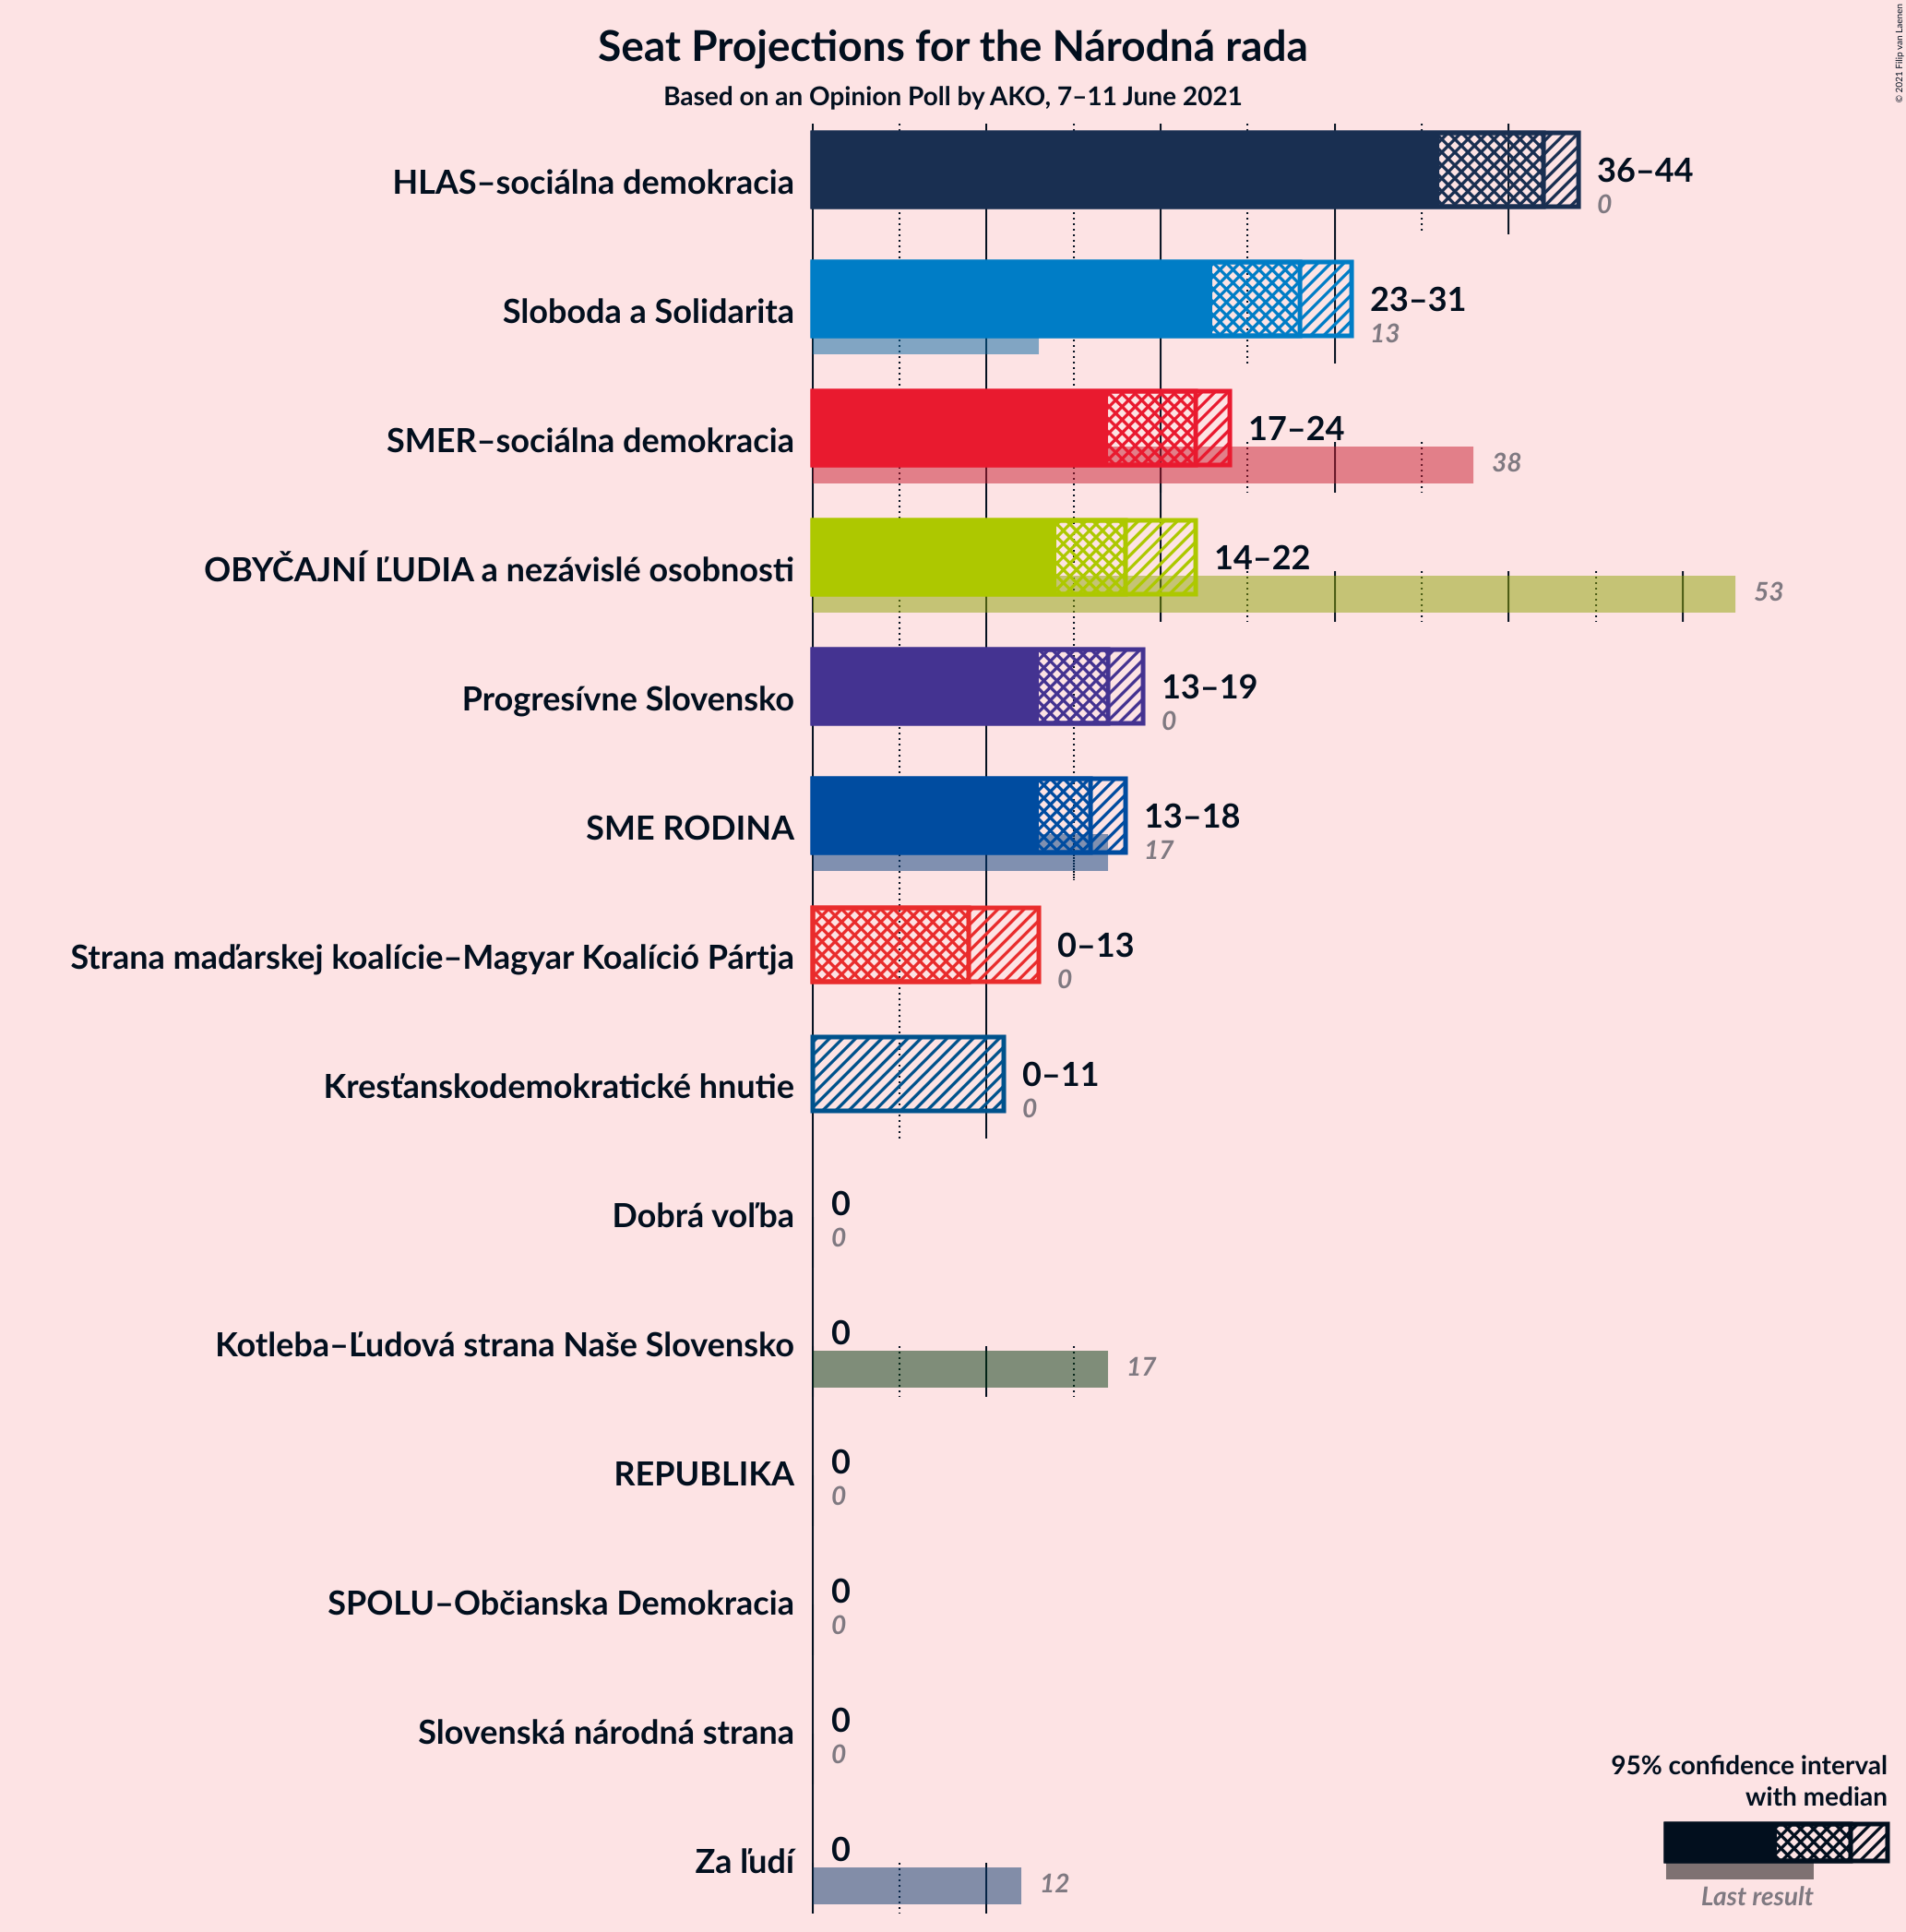 Seat Projections for the Národná rada
Based on an Opinion Poll by AKO, 7–11 June 2021
© 2021 Filip van Laenen
HLAS–sociálna demokracia
36–44
0
Sloboda a Solidarita
23–31
13
SMER–sociálna demokracia
17–24
38
OBYČAJNÍ ĽUDIA a nezávislé osobnosti
14–22
53
Progresívne Slovensko
13–19
0
SME RODINA
13–18
17
Strana maďarskej koalície–Magyar Koalíció Pártja
0–13
0
Kresťanskodemokratické hnutie
0–11
0
Dobrá voľba
0
0
Kotleba–Ľudová strana Naše Slovensko
0
17
REPUBLIKA
0
0
SPOLU–Občianska Demokracia
0
0
Slovenská národná strana
0
0
Za ľudí
0
12
95% confidence interval
with median
Last result